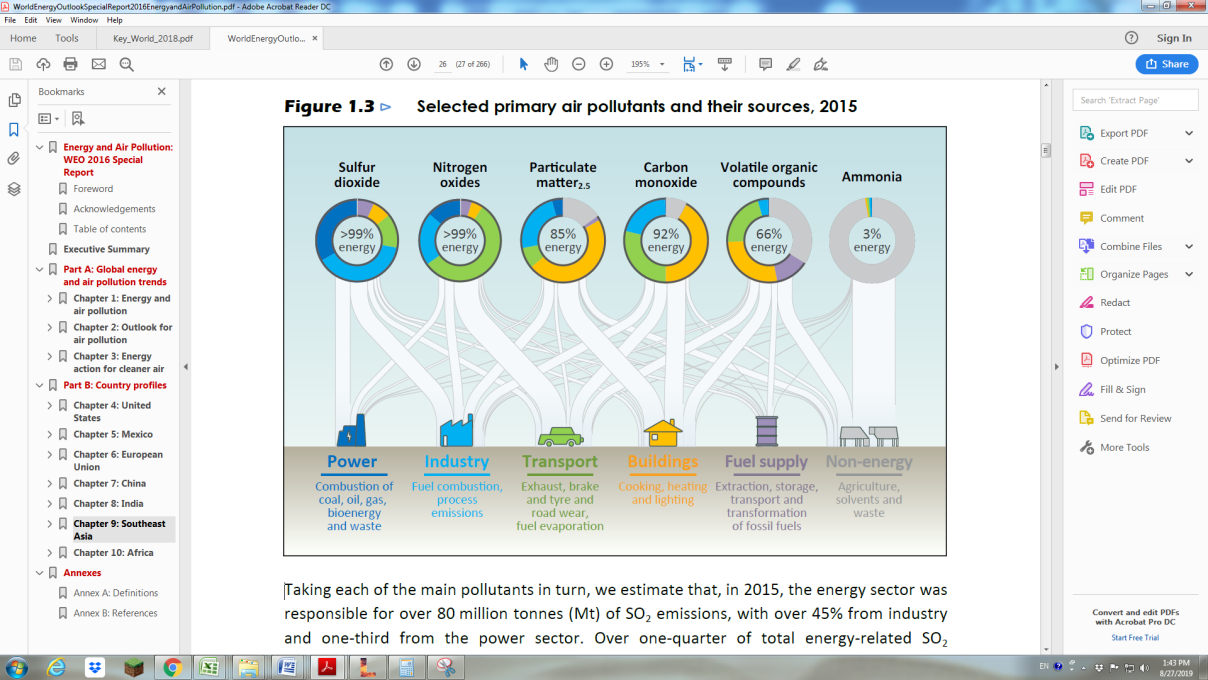 WorldEnergyOutlookSpecialReport2016EnergyandAirPollution.pdf - Adobe Acrobat Reader DC
File Edit View Window Help
Home Tools Key_World_2018.pdf WorldEnergyOutlo... × Sign In
26 (27 of 266) 195% Share
Bookmarks
Energy and Air Pollution:
WEO 2016 Special
Report
Foreword
Acknowledgements
Table of contents
Executive Summary
Part A: Global energy
and air pollution trends
Chapter 1: Energy and
air pollution
Chapter 2: Outlook for
air pollution
Chapter 3: Energy
action for cleaner air
Part B: Country profiles
Chapter 4: United
States
Chapter 5: Mexico
Chapter 6: European
Union
Chapter 7: China
Chapter 8: India
Chapter 9: Southeast
Asia
Chapter 10: Africa
Annexes
Annex A: Definitions
Annex B: References
Figure 1.3 ▷ Selected primary air pollutants and their sources, 2015
Sulfur
dioxide
Nitrogen
oxides
Particulate
matter2.5
Carbon
monoxide
Volatile organic
compounds
Ammonia
>99%
energy
>99%
energy
85%
energy
92%
energy
66%
energy
3%
energy
Power
Combustion of
coal, oil, gas,
bioenergy
and waste
Industry
Fuel combustion,
process
emissions
Transport
Exhaust, brake
and tyre and
road wear,
fuel evaporation
Buildings
Cooking, heating
and lighting
Fuel supply
Extraction, storage,
transport and
transformation
of fossil fuels
Non-energy
Agriculture,
solvents and
waste
Taking each of the main pollutants in turn, we estimate that, in 2015, the energy sector was
responsible for over 80 million tonnes (Mt) of SO2 emissions, with over 45% from industry
and one-third from the power sector. Over one-quarter of total energy-related SO2
Search 'Extract Page'
Export PDF
Create PDF
Edit PDF
Comment
Combine Files
Organize Pages
Redact
Protect
Optimize PDF
Fill & Sign
Send for Review
More Tools
Convert and edit PDFs
with Acrobat Pro DC
Start Free Trial
EN
1:43 PM
8/27/2019